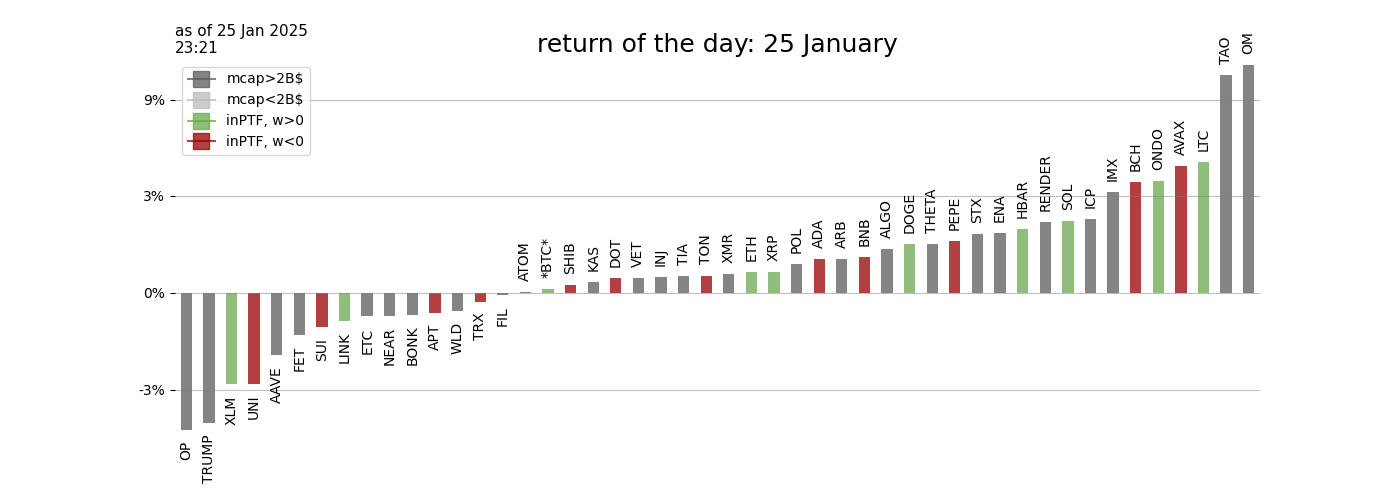 as of 25 Jan 2025
23:21
return of the day: 25 January
mcap>2B$
mcap<2B$
inPTF, w>0
inPTF, w<0
9%
3%
0%
-3%
OP
TRUMP
XLM
UNI
AAVE
FET
SUI
LINK
ETC
NEAR
BONK
APT
WLD
TRX
FIL
ATOM
*BTC*
SHIB
KAS
DOT
VET
INJ
TIA
TON
XMR
ETH
XRP
POL
ADA
ARB
BNB
ALGO
DOGE
THETA
PEPE
STX
ENA
HBAR
RENDER
SOL
ICP
IMX
BCH
ONDO
AVAX
LTC
TAO
OM